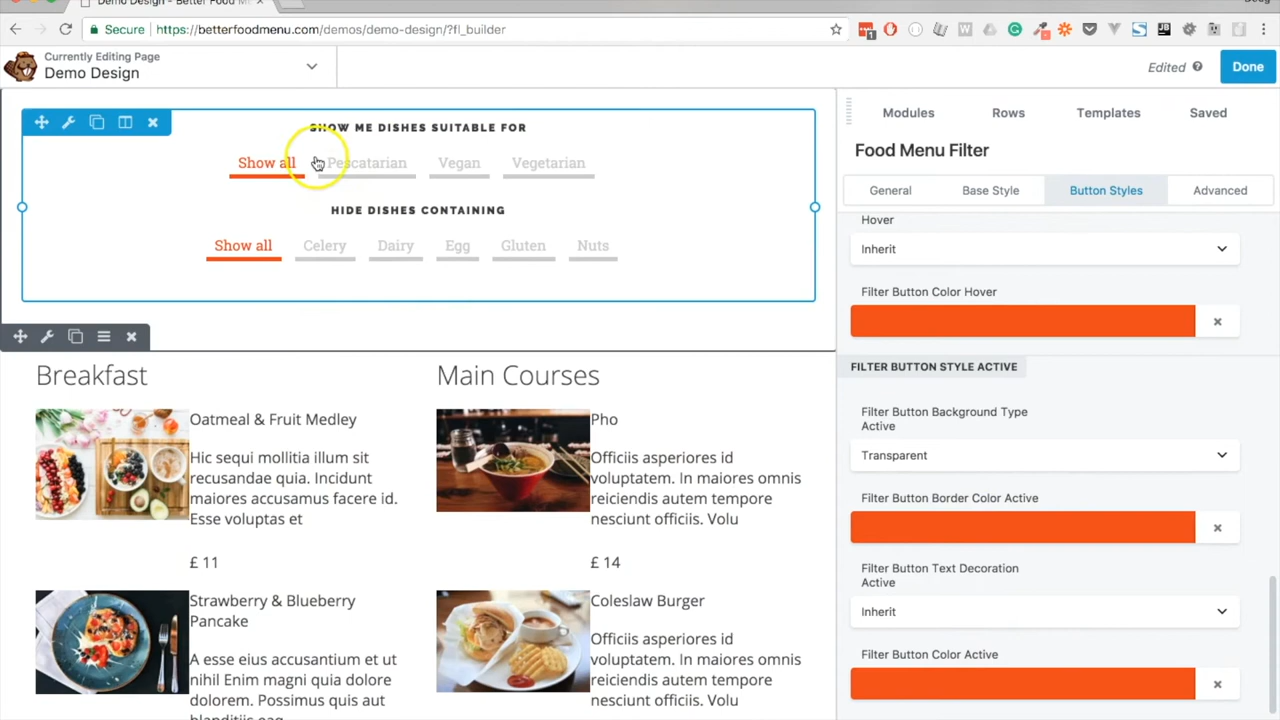 Demo Design - Better Food M
Doug
Secure https://betterfoodmenu.com/demos/demo-design/?fl_builder
Currently Editing Page
Demo Design
Edited
Done
SHOW ME DISHES SUITABLE FOR
Show all Pescatarian Vegan Vegetarian
HIDE DISHES CONTAINING
Show all Celery Dairy Egg Gluten Nuts
Breakfast
Oatmeal & Fruit Medley
Hic sequi mollitia illum sit
recusandae quia. Incidunt
maiores accusamus facere id.
Esse voluptas et
£ 11
Strawberry & Blueberry
Pancake
A esse eius accusantium et ut
nihil Enim magni quia dolore
dolorem. Possimus quis aut
blanditiis eaq
Main Courses
Pho
Officiis asperiores id
voluptatem. In maiores omnis
reiciendis autem tempore
nesciunt officiis. Volu
£ 14
Coleslaw Burger
Officiis asperiores id
voluptatem. In maiores omnis
reiciendis autem tempore
nesciunt officiis. Volu
Modules Rows Templates Saved
Food Menu Filter
General Base Style Button Styles Advanced
Hover
Inherit
Filter Button Color Hover
FILTER BUTTON STYLE ACTIVE
Filter Button Background Type
Active
Transparent
Filter Button Border Color Active
Filter Button Text Decoration
Active
Inherit
Filter Button Color Active